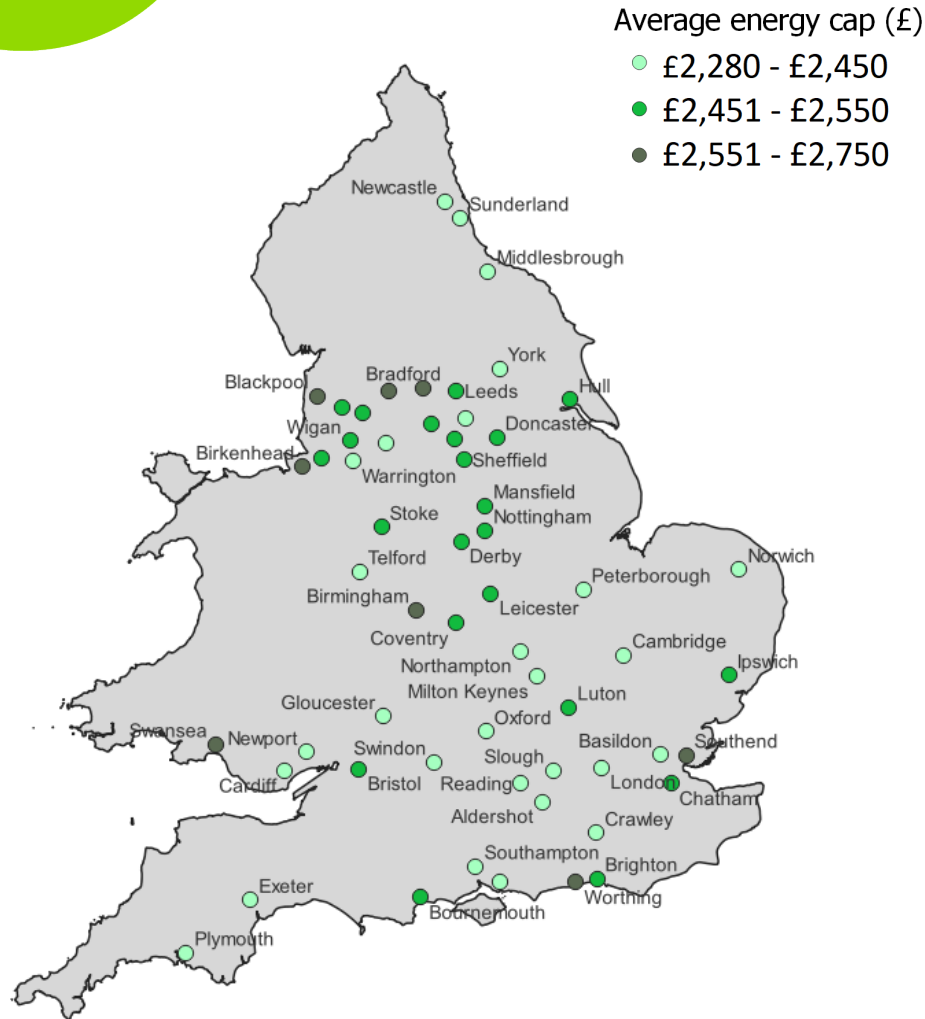 Average energy cap (£)
£2,280 - £2,450
£2,451 - £2,550
£2,551 - £2,750
Newcastle
Sunderland
Middlesbrough
York
Bradford
Blackpool
Hull
Leeds
Wigan
Doncaster
Birkenhead
Sheffield
Warrington
Mansfield
Stoke
Nottingham
Derby
Norwich
Telford
Peterborough
Birmingham
Leicester
Coventry
Cambridge
Northampton
Ipswich
Milton Keynes
Luton
Gloucester
Oxford
Swansea
Newport
Basildon
Southend
Swindon
Slough
Cardiff
Bristol
Reading
London
Chatham
Aldershot
Crawley
Southampton
Brighton
Exeter
Worthing
Bournemouth
Plymouth